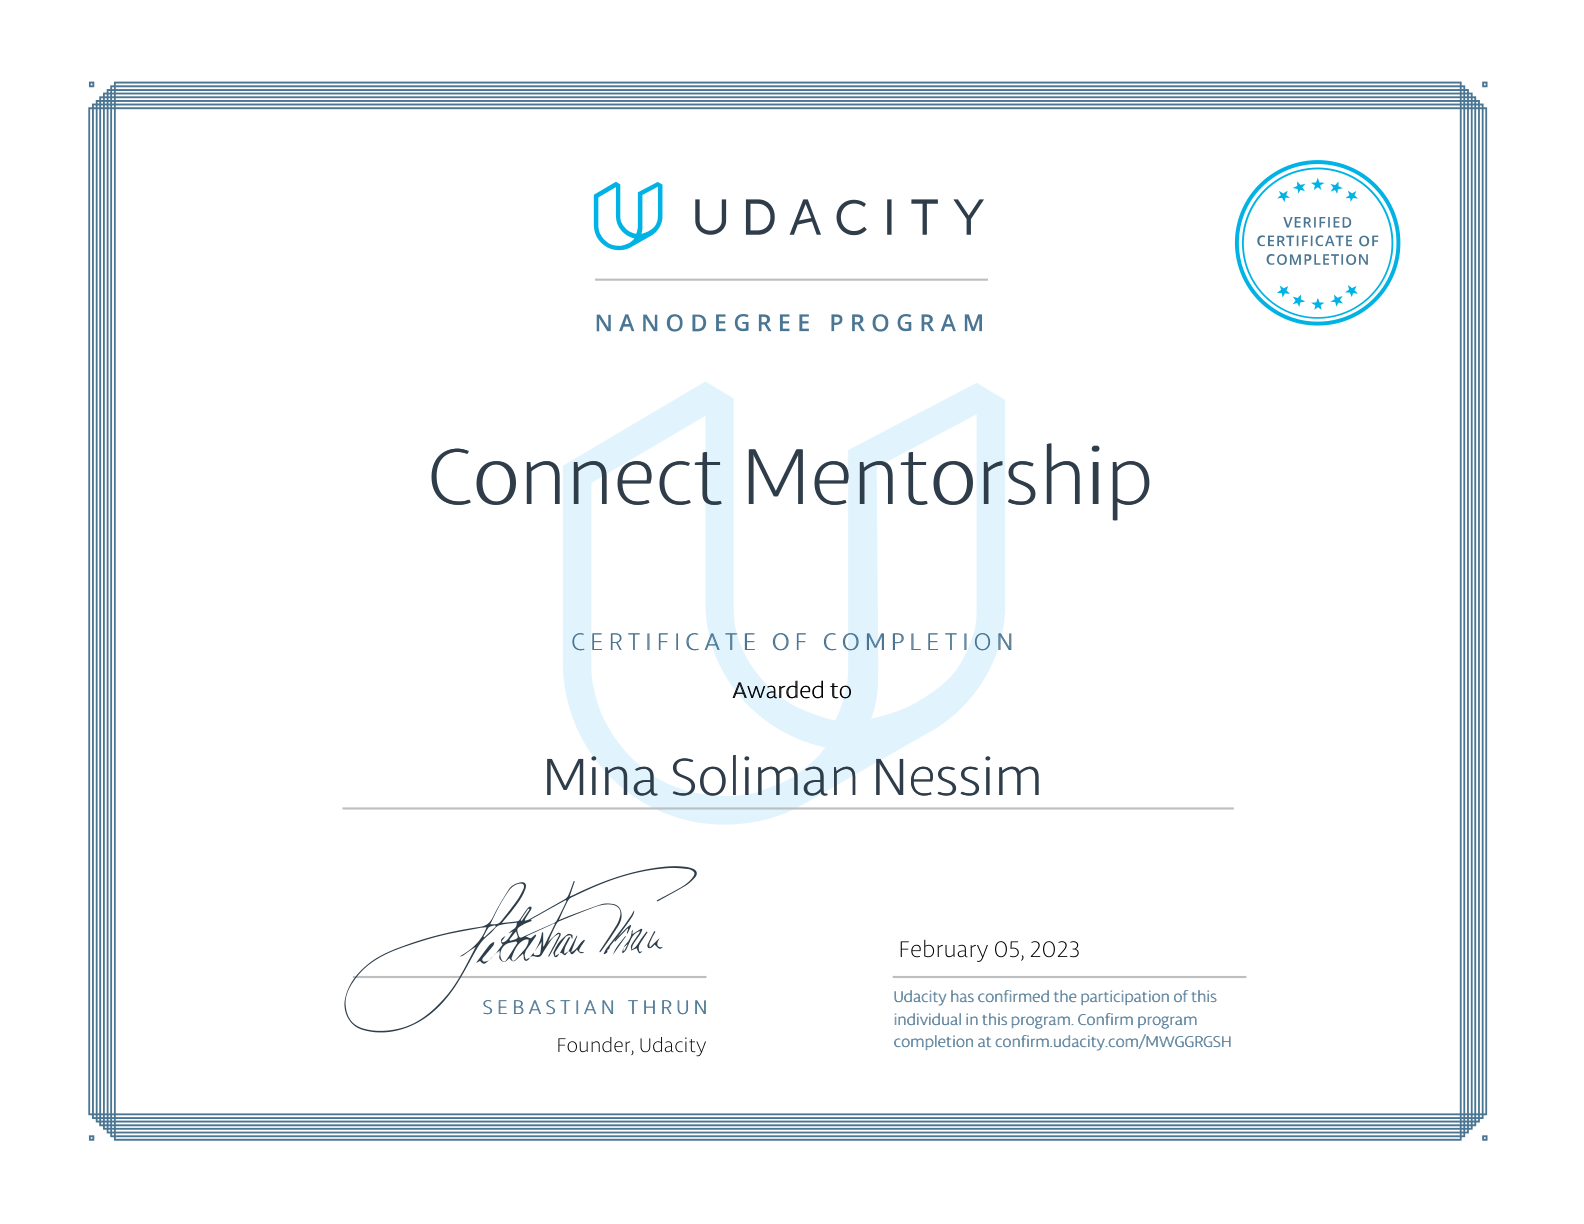 UDACITY
VERIFIED
CERTIFICATE OF
COMPLETION
NANODEGREE PROGRAM
Connect Mentorship
CERTIFICATE OF COMPLETION
Awarded to
Mina Soliman Nessim
Sebastian Thrun
SEBASTIAN THRUN
Founder, Udacity
February 05, 2023
Udacity has confirmed the participation of this
individual in this program. Confirm program
completion at confirm.udacity.com/MWGGRGSH